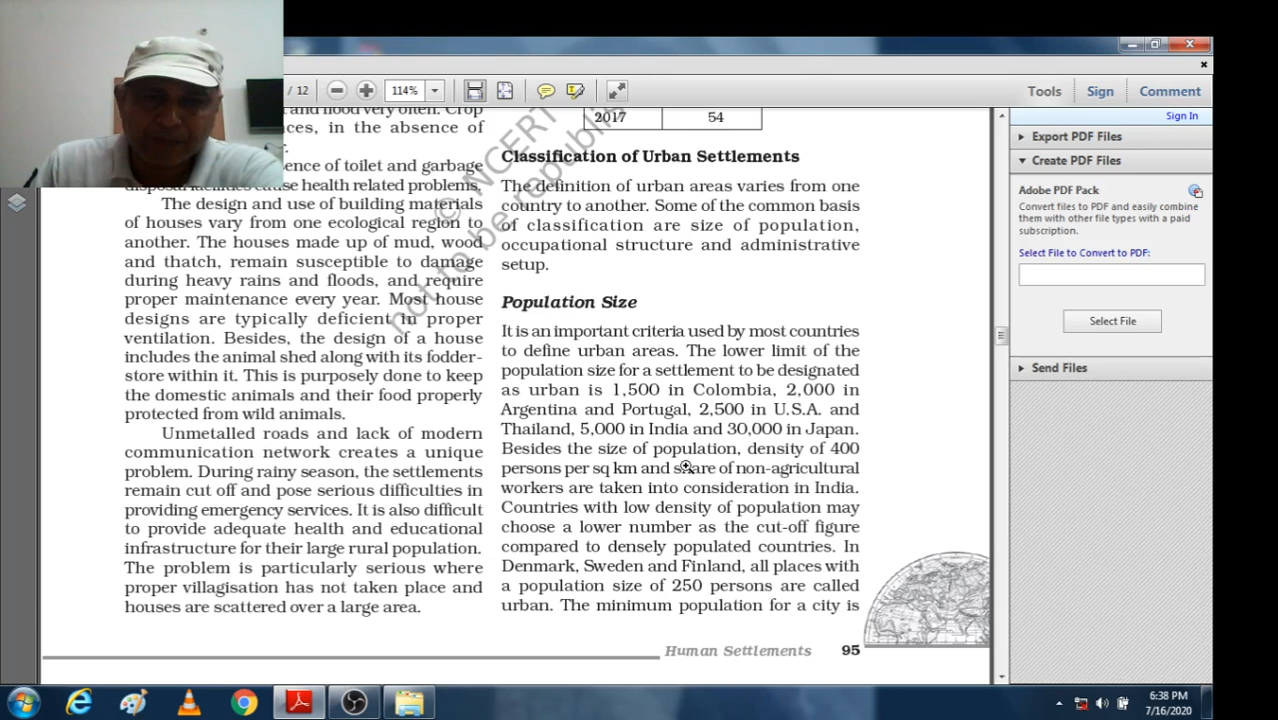 / 12
114%
Tools
Sign
Comment
Sign In
Export PDF Files
Create PDF Files
Adobe PDF Pack
Convert files to PDF and easily combine
them with other file types with a paid
subscription.
Select File to Convert to PDF:
Select File
Send Files
and flood very often. Crop
in the absence of
ence of toilet and garbage
disposal facilities cause health related problems.
The design and use of building materials
of houses vary from one ecological region to
another. The houses made up of mud, wood
and thatch, remain susceptible to damage
during heavy rains and floods, and require
proper maintenance every year. Most house
designs are typically deficient in proper
ventilation. Besides, the design of a house
includes the animal shed along with its fodder-
store within it. This is purposely done to keep
the domestic animals and their food properly
protected from wild animals.
Unmetalled roads and lack of modern
communication network creates a unique
problem. During rainy season, the settlements
remain cut off and pose serious difficulties in
providing emergency services. It is also difficult
to provide adequate health and educational
infrastructure for their large rural population.
The problem is particularly serious where
proper villagisation has not taken place and
houses are scattered over a large area.
2017 54
Classification of Urban Settlements
The definition of urban areas varies from one
country to another. Some of the common basis
of classification are size of population,
occupational structure and administrative
setup.
Population Size
It is an important criteria used by most countries
to define urban areas. The lower limit of the
population size for a settlement to be designated
as urban is 1,500 in Colombia, 2,000 in
Argentina and Portugal, 2,500 in U.S.A. and
Thailand, 5,000 in India and 30,000 in Japan.
Besides the size of population, density of 400
persons per sq km and share of non-agricultural
workers are taken into consideration in India.
Countries with low density of population may
choose a lower number as the cut-off figure
compared to densely populated countries. In
Denmark, Sweden and Finland, all places with
a population size of 250 persons are called
urban. The minimum population for a city is
© NCERT
not to be republi
Human Settlements 95
6:38 PM
7/16/2020